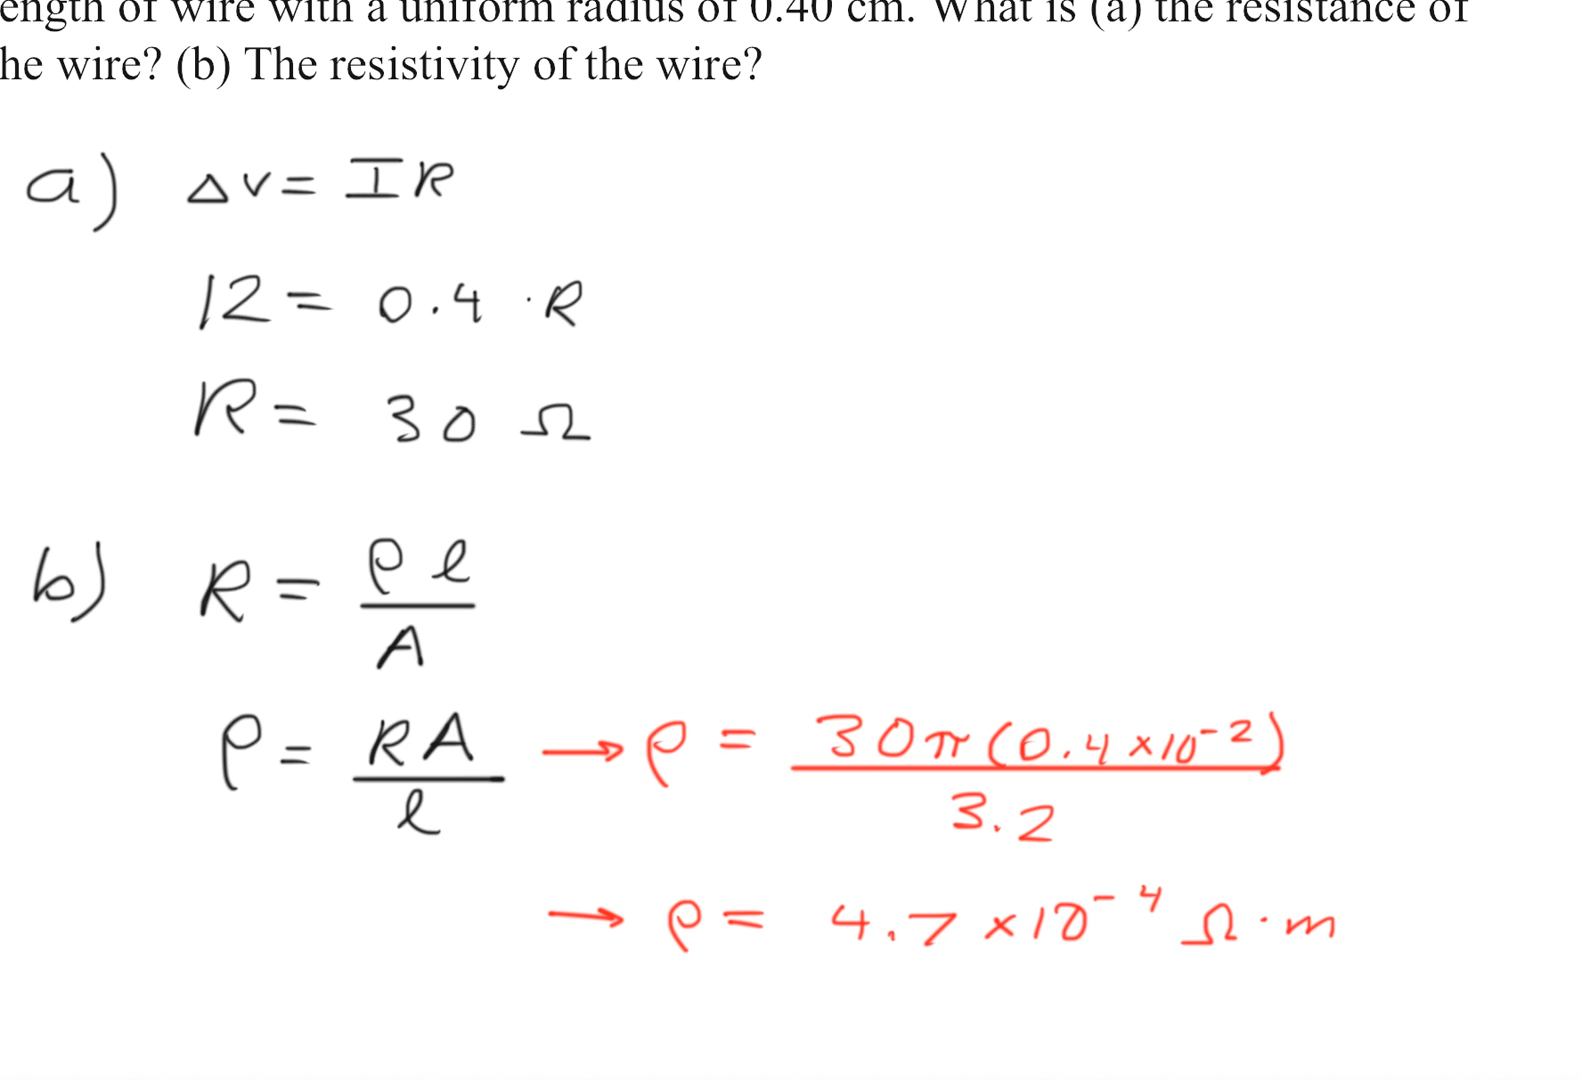 ength of wire with a uniform radius of 0.40 cm. What is (a) the resistance of
he wire? (b) The resistivity of the wire?
a) Δv = IR
12 = 0.4 · R
R = 30 Ω
b) R = ρℓ / A
ρ = RA / ℓ → ρ = 30π(0.4 × 10⁻²) / 3.2
→ ρ = 4.7 × 10⁻⁴ Ω · m